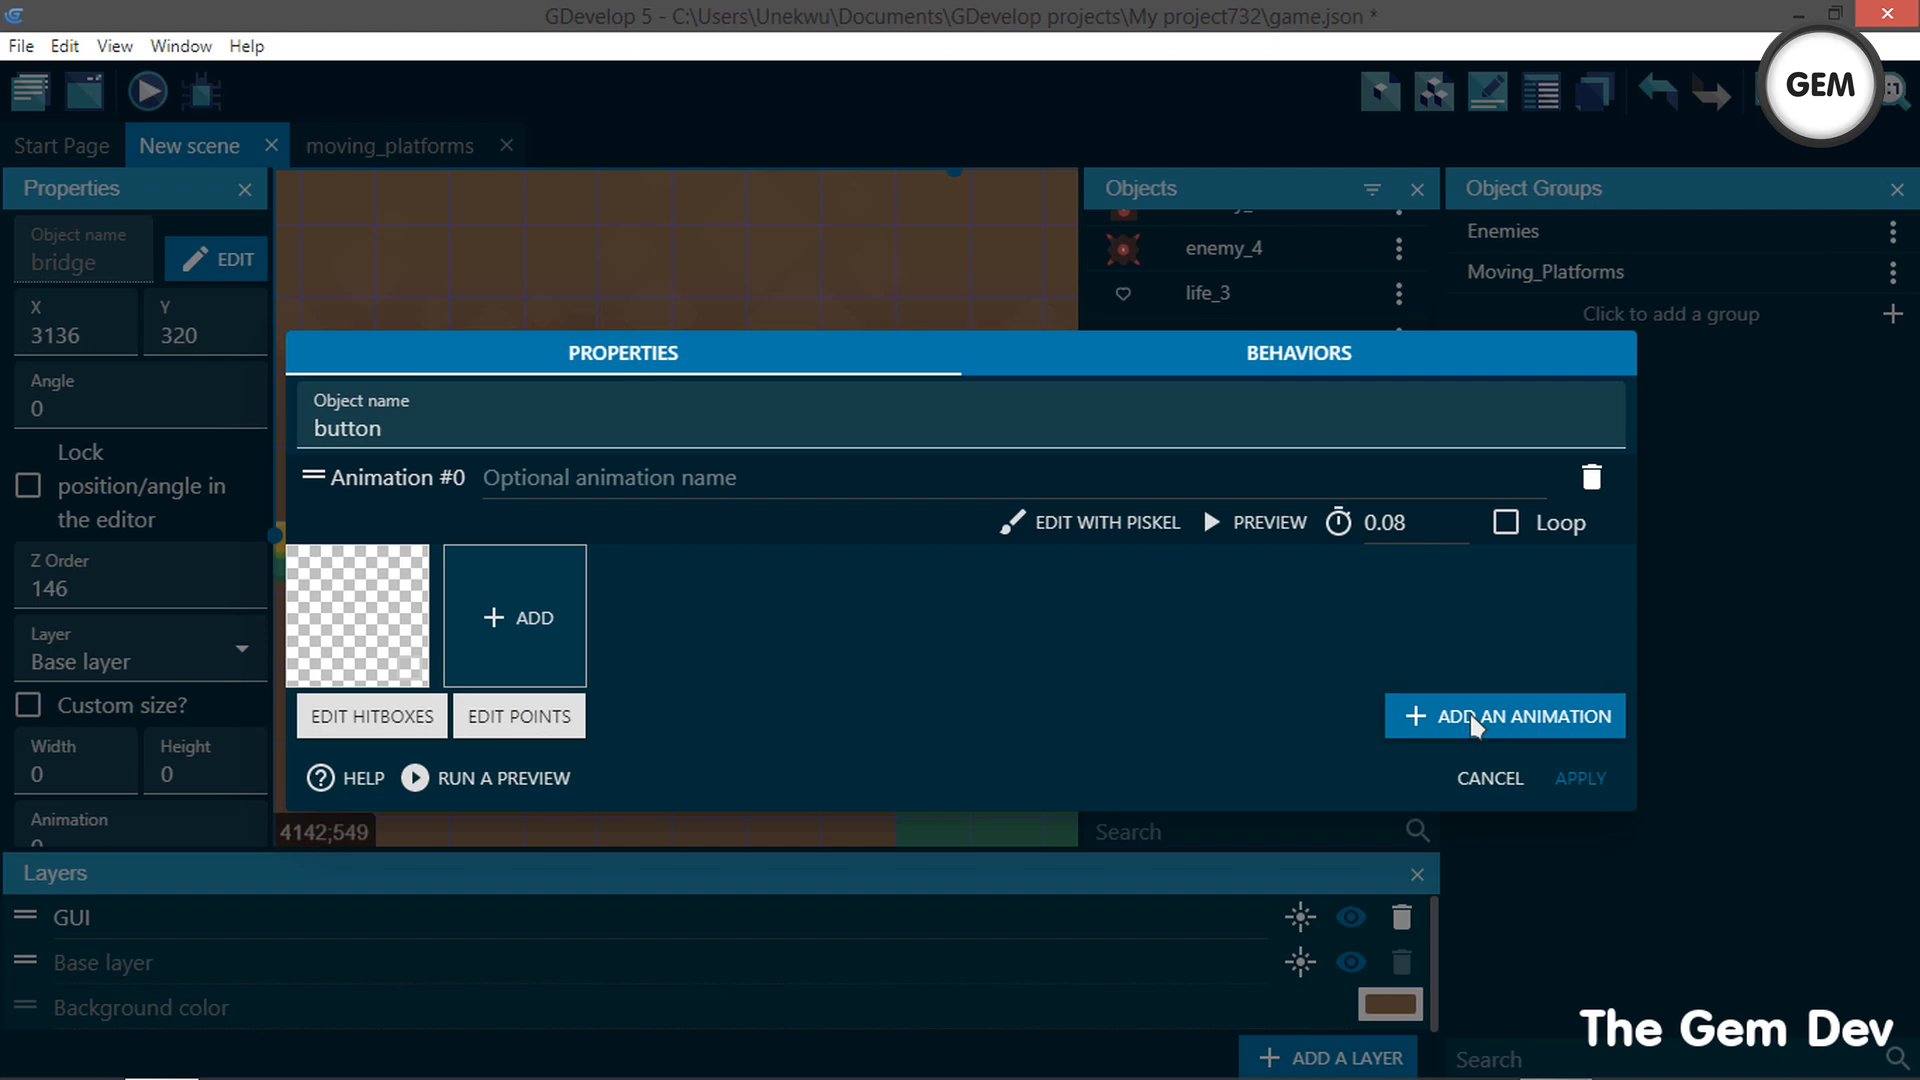 GDevelop 5 - C:\Users\Unekwu\Documents\GDevelop projects\My project732\game.json *
File Edit View Window Help
GEM
Start Page New scene moving_platforms
Properties
Objects
Object Groups
Object name
bridge
EDIT
enemy_4
life_3
Enemies
Moving_Platforms
Click to add a group
X
3136
Y
320
Angle
0
Lock
position/angle in
the editor
Z Order
146
Layer
Base layer
Custom size?
Width
0
Height
0
Animation
PROPERTIES
BEHAVIORS
Object name
button
Animation #0 Optional animation name
EDIT WITH PISKEL PREVIEW 0.08 Loop
ADD
EDIT HITBOXES EDIT POINTS
ADD AN ANIMATION
HELP RUN A PREVIEW
CANCEL APPLY
4142;549
Search
Layers
GUI
Base layer
Background color
ADD A LAYER
The Gem Dev
Search